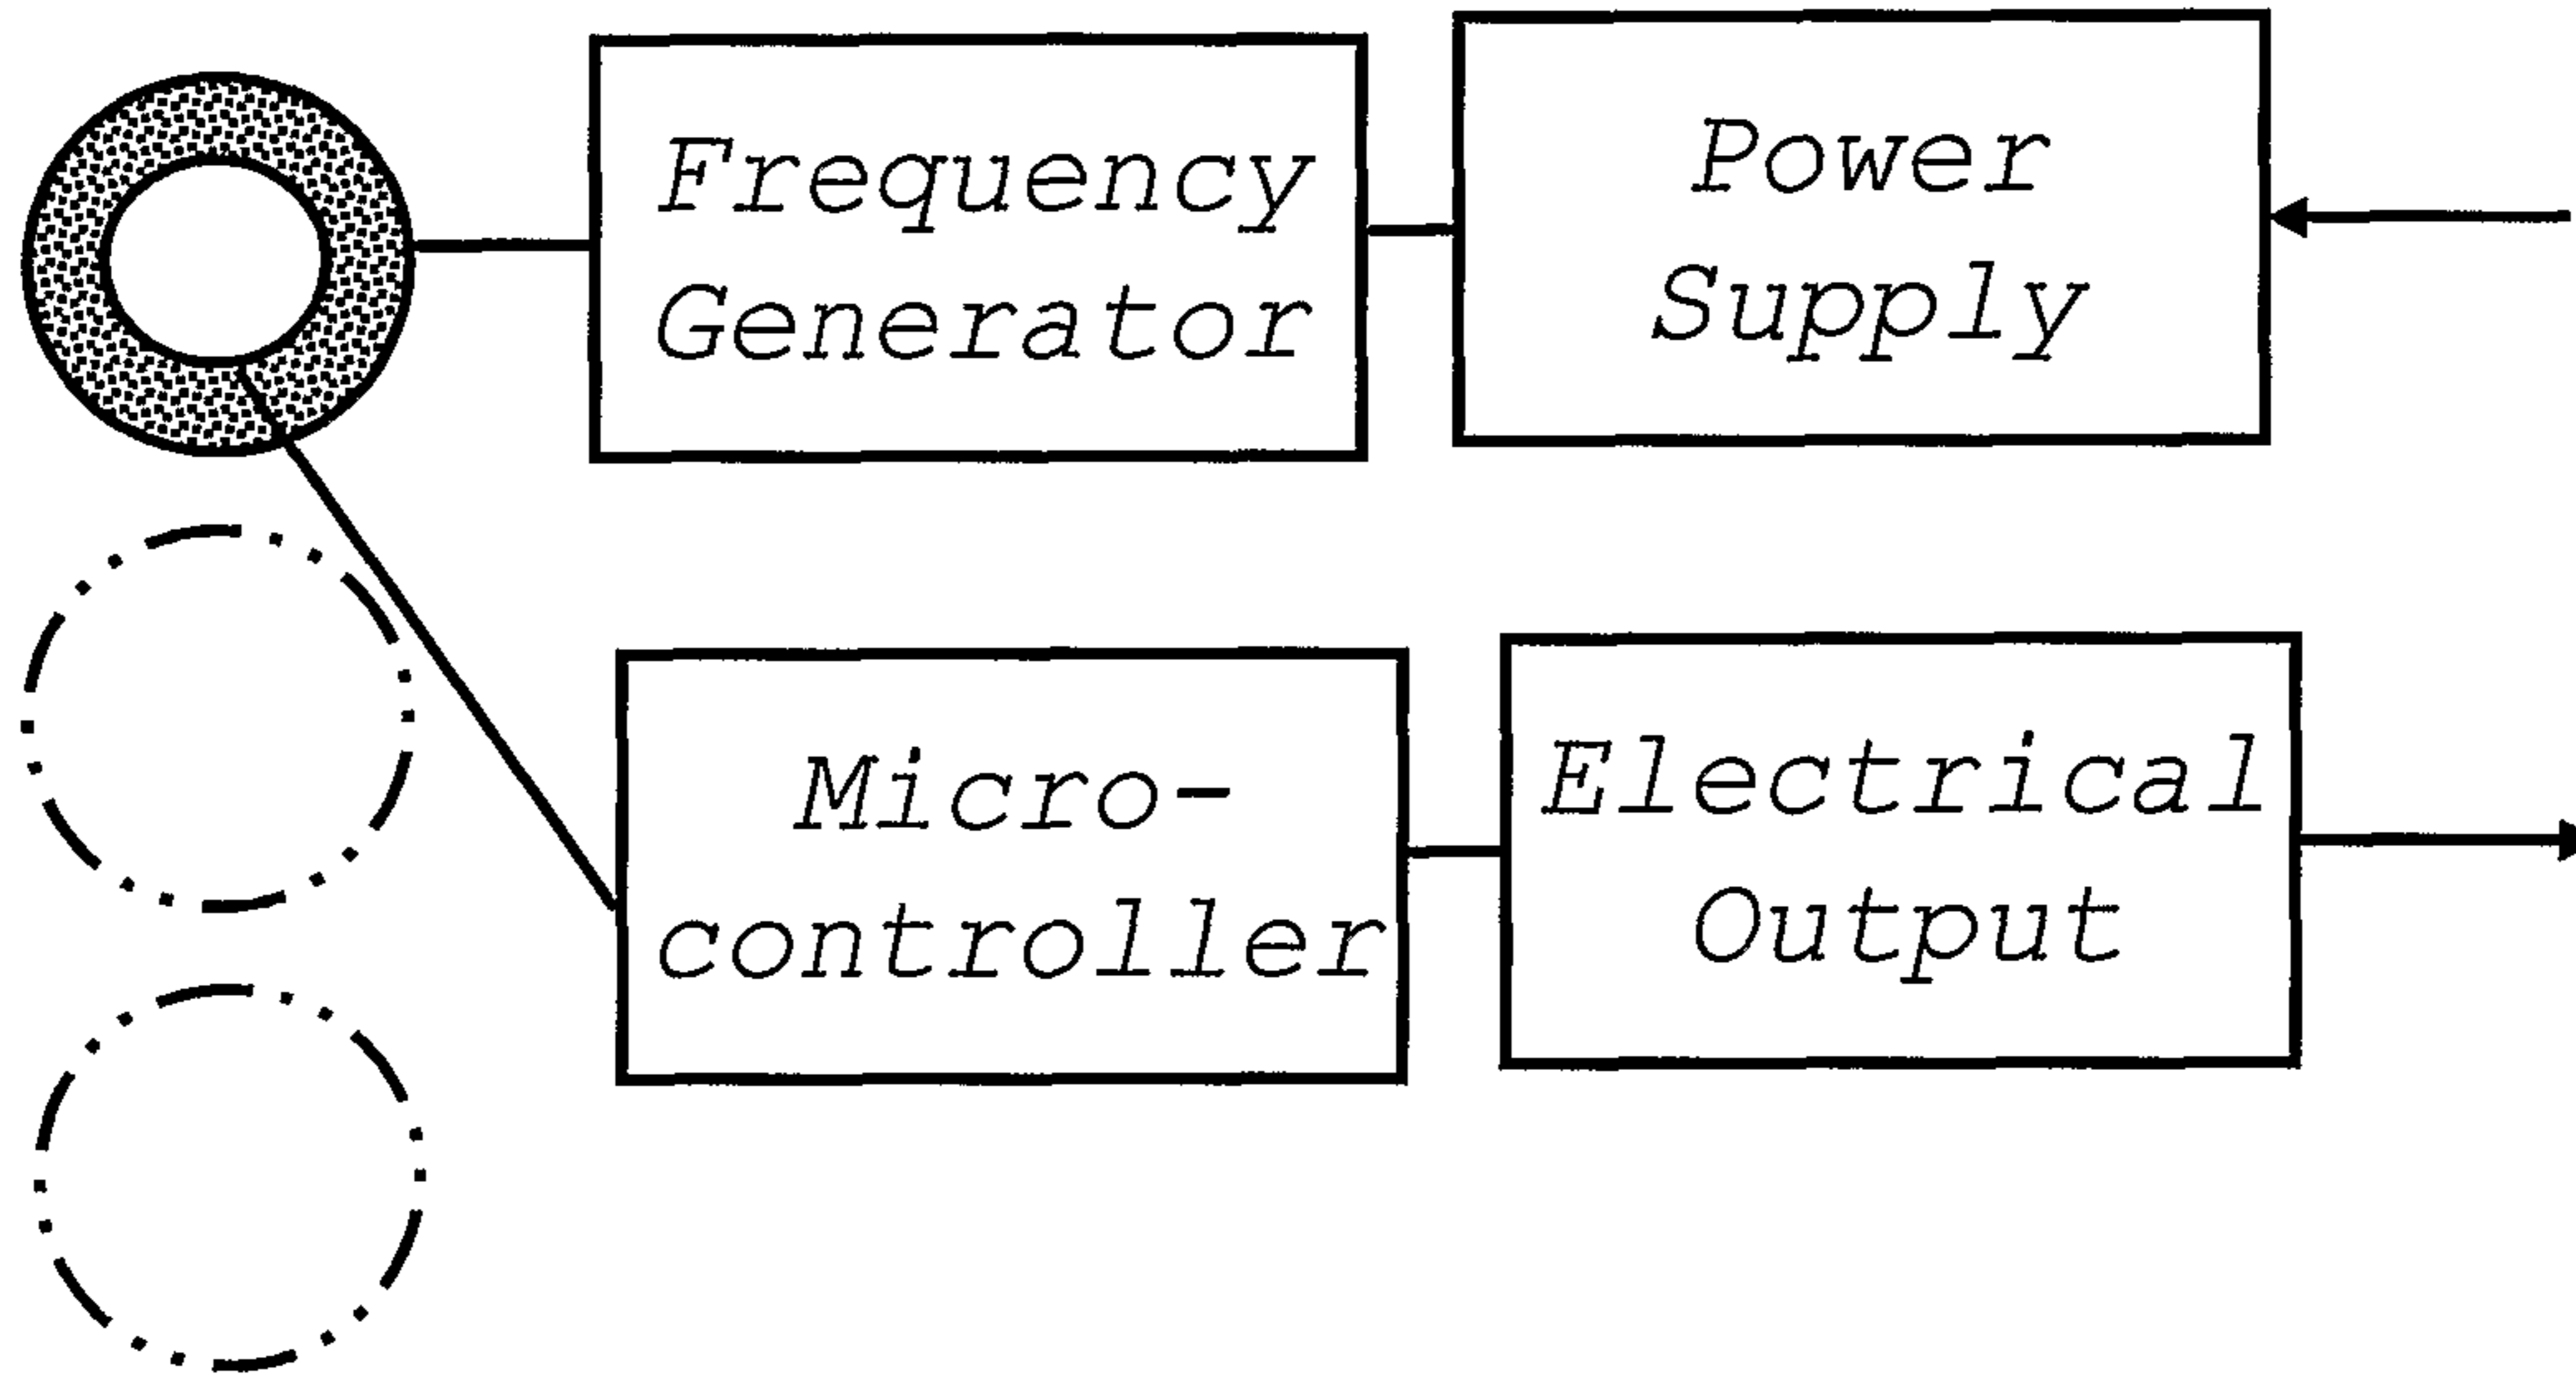 Frequency
Generator
Power
Supply
Micro-
controller
Electrical
Output